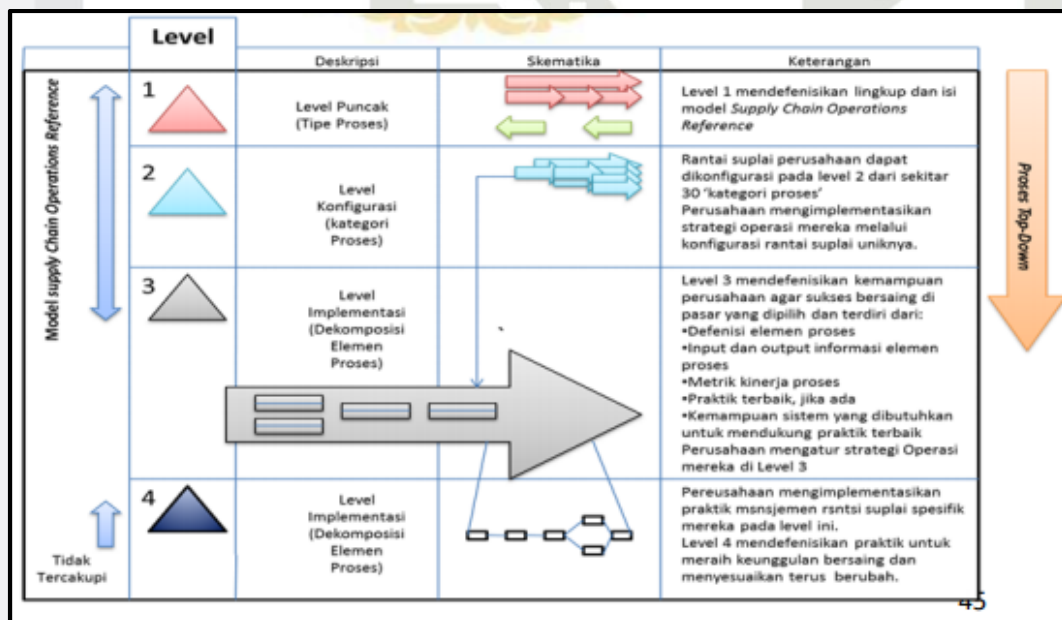 Level
Deskripsi
Skematika
Keterangan
Model supply Chain Operations Reference
1
Level Puncak
(Tipe Proses)
Level 1 mendefenisikan lingkup dan isi
model Supply Chain Operations
Reference
2
Level
Konfigurasi
(kategori
Proses)
Rantai suplai perusahaan dapat
dikonfigurasi pada level 2 dari sekitar
30 ‘kategori proses’
Perusahaan mengimplementasikan
strategi operasi mereka melalui
konfigurasi rantai suplai uniknya.
3
Level
Implementasi
(Dekomposisi
Elemen
Proses)
Level 3 mendefenisikan kemampuan
perusahaan agar sukses bersaing di
pasar yang dipilih dan terdiri dari:
•Defenisi elemen proses
•Input dan output informasi elemen
proses
•Metrik kinerja proses
•Praktik terbaik, jika ada
•Kemampuan sistem yang dibutuhkan
untuk mendukung praktik terbaik
Perusahaan mengatur strategi Operasi
mereka di Level 3
4
Level
Implementasi
(Dekomposisi
Elemen
Proses)
Pereusahaan mengimplementasikan
praktik msnsjemen rsntsi suplai spesifik
mereka pada level ini.
Level 4 mendefenisikan praktik untuk
meraih keunggulan bersaing dan
menyesuaikan terus berubah.
Tidak
Tercakupi
Proses Top-Down
45